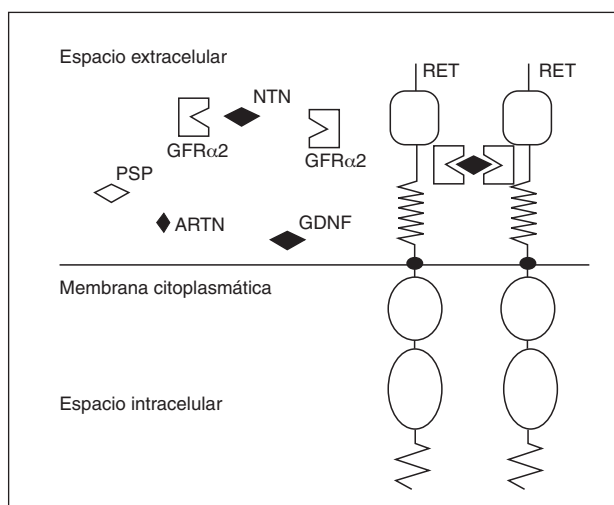 Espacio extracelular
RET
RET
NTN
GFRα2
GFRα2
PSP
ARTN
GDNF
Membrana citoplasmática
Espacio intracelular